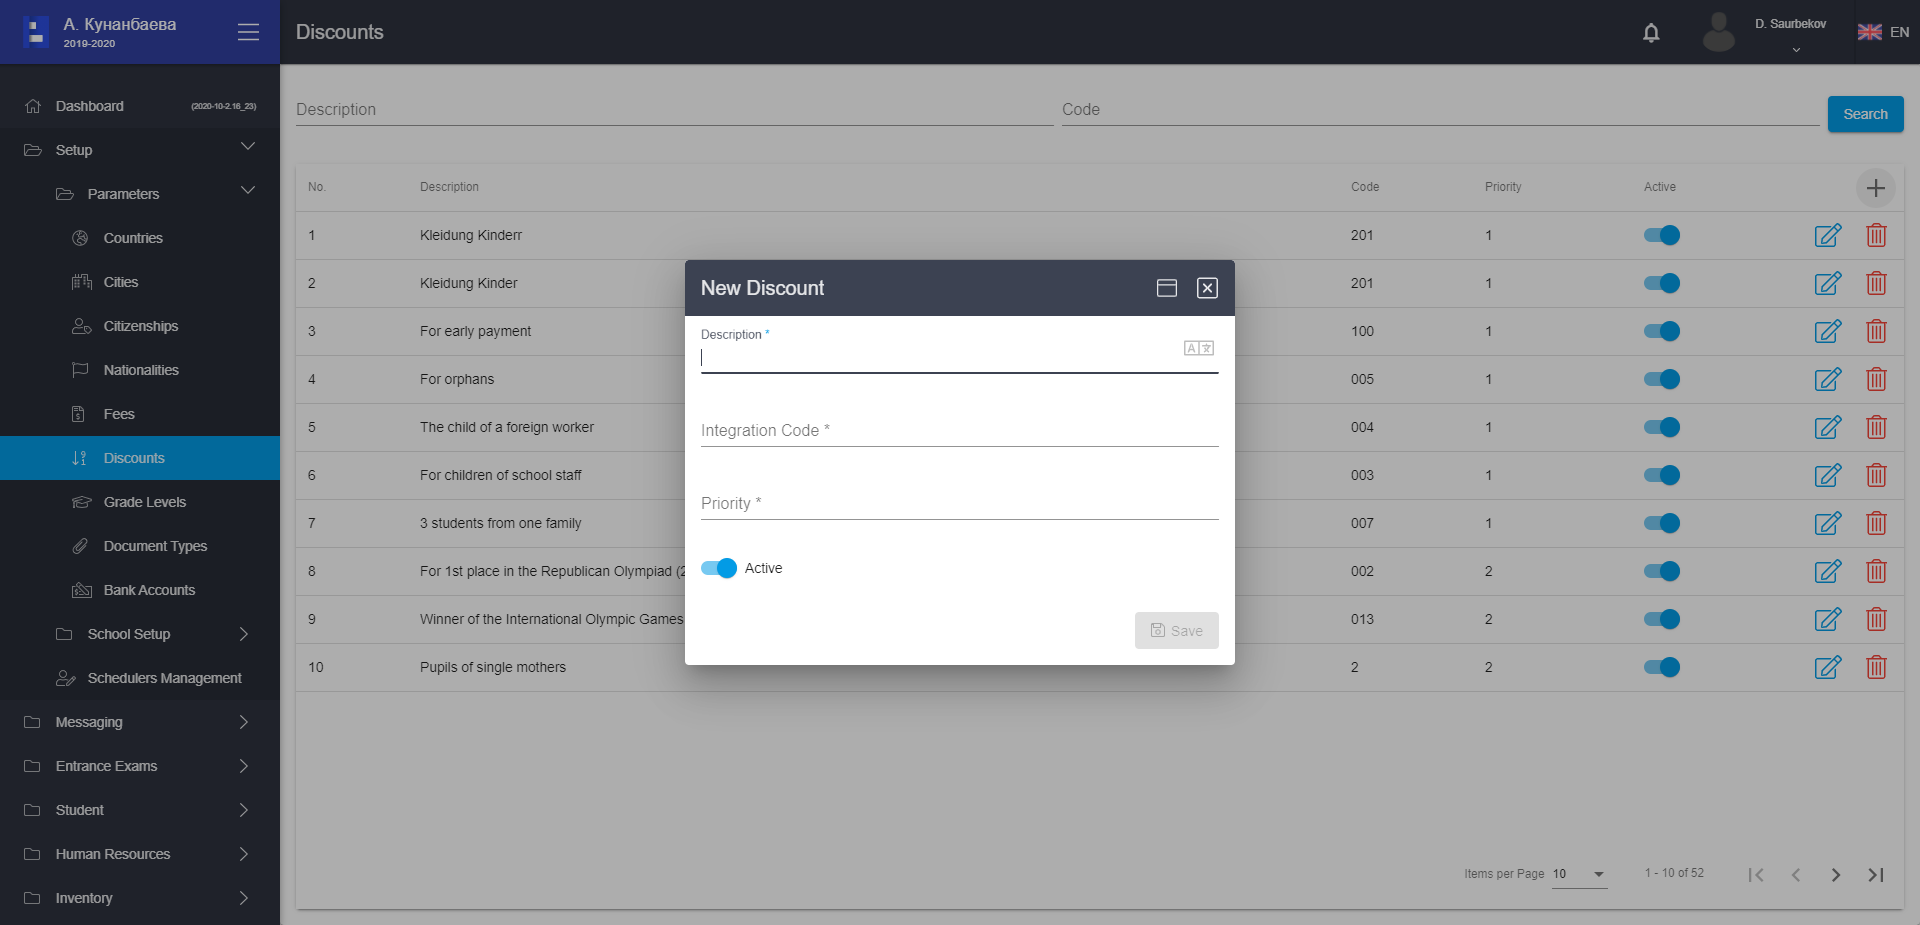 А. Кунанбаева
2019-2020
Discounts
D. Saurbekov
EN
Dashboard (2020-10-2.16_23)
Setup
Parameters
Countries
Cities
Citizenships
Nationalities
Fees
Discounts
Grade Levels
Document Types
Bank Accounts
School Setup
Schedulers Management
Messaging
Entrance Exams
Student
Human Resources
Inventory
Description Code Search
No. Description Code Priority Active
1 Kleidung Kinderr 201 1
2 Kleidung Kinder 201 1
3 For early payment 100 1
4 For orphans 005 1
5 The child of a foreign worker 004 1
6 For children of school staff 003 1
7 3 students from one family 007 1
8 For 1st place in the Republican Olympiad (2 002 2
9 Winner of the International Olympic Games 013 2
10 Pupils of single mothers 2 2
Items per Page 10 1 - 10 of 52
New Discount
Description *
Integration Code *
Priority *
Active
Save